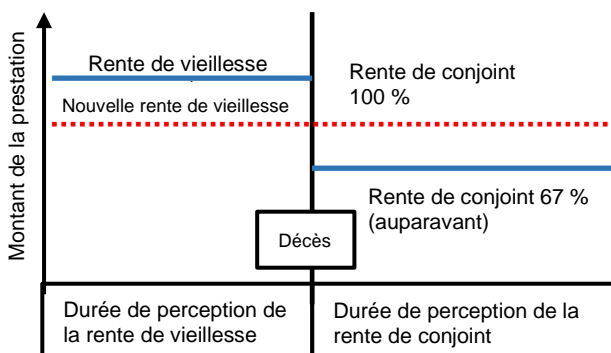 Montant de la prestation
Rente de vieillesse
Nouvelle rente de vieillesse
Rente de conjoint
100 %
Rente de conjoint 67 %
(auparavant)
Décès
Durée de perception de
la rente de vieillesse
Durée de perception de la
rente de conjoint